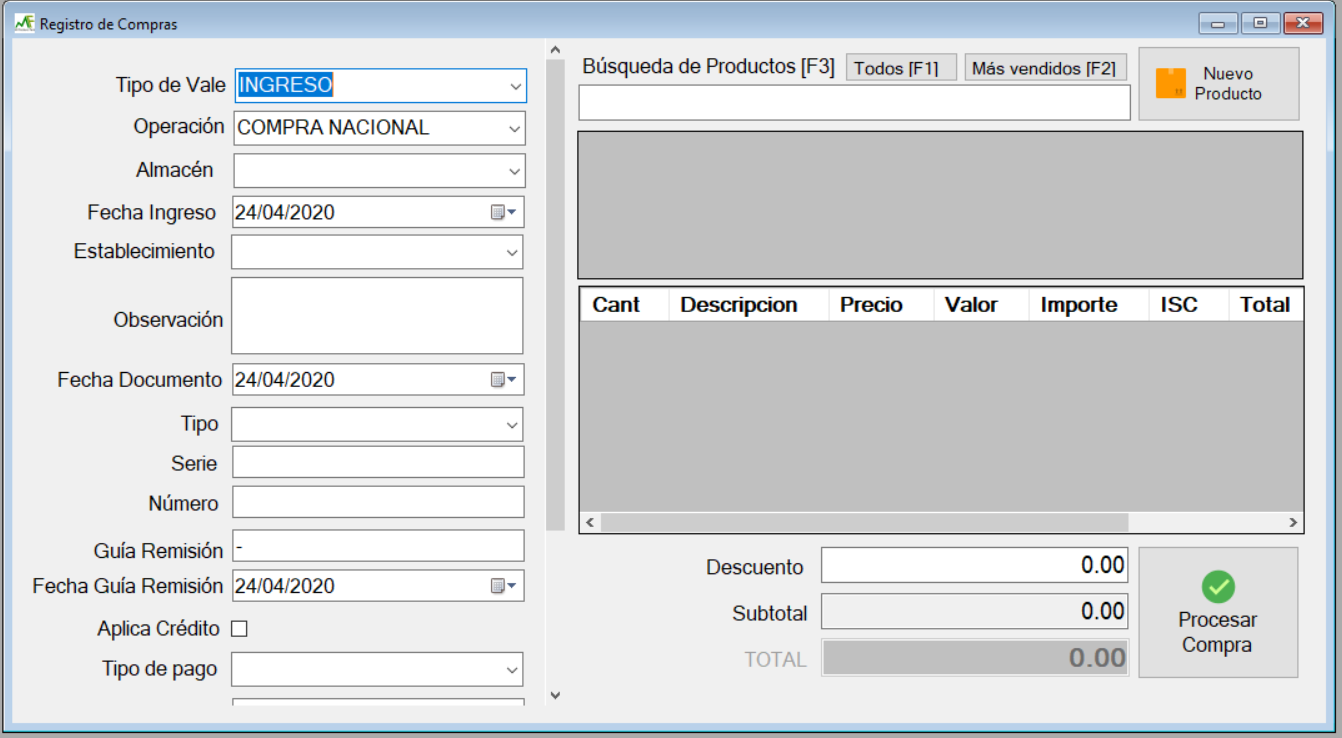 Registro de Compras
Tipo de Vale INGRESO
Operación COMPRA NACIONAL
Almacén
Fecha Ingreso 24/04/2020
Establecimiento
Observación
Fecha Documento 24/04/2020
Tipo
Serie
Número
Guía Remisión -
Fecha Guía Remisión 24/04/2020
Aplica Crédito
Tipo de pago
Búsqueda de Productos [F3] Todos [F1] Más vendidos [F2]
Nuevo
Producto
Cant Descripcion Precio Valor Importe ISC Total
Descuento 0.00
Subtotal 0.00
TOTAL 0.00
Procesar
Compra